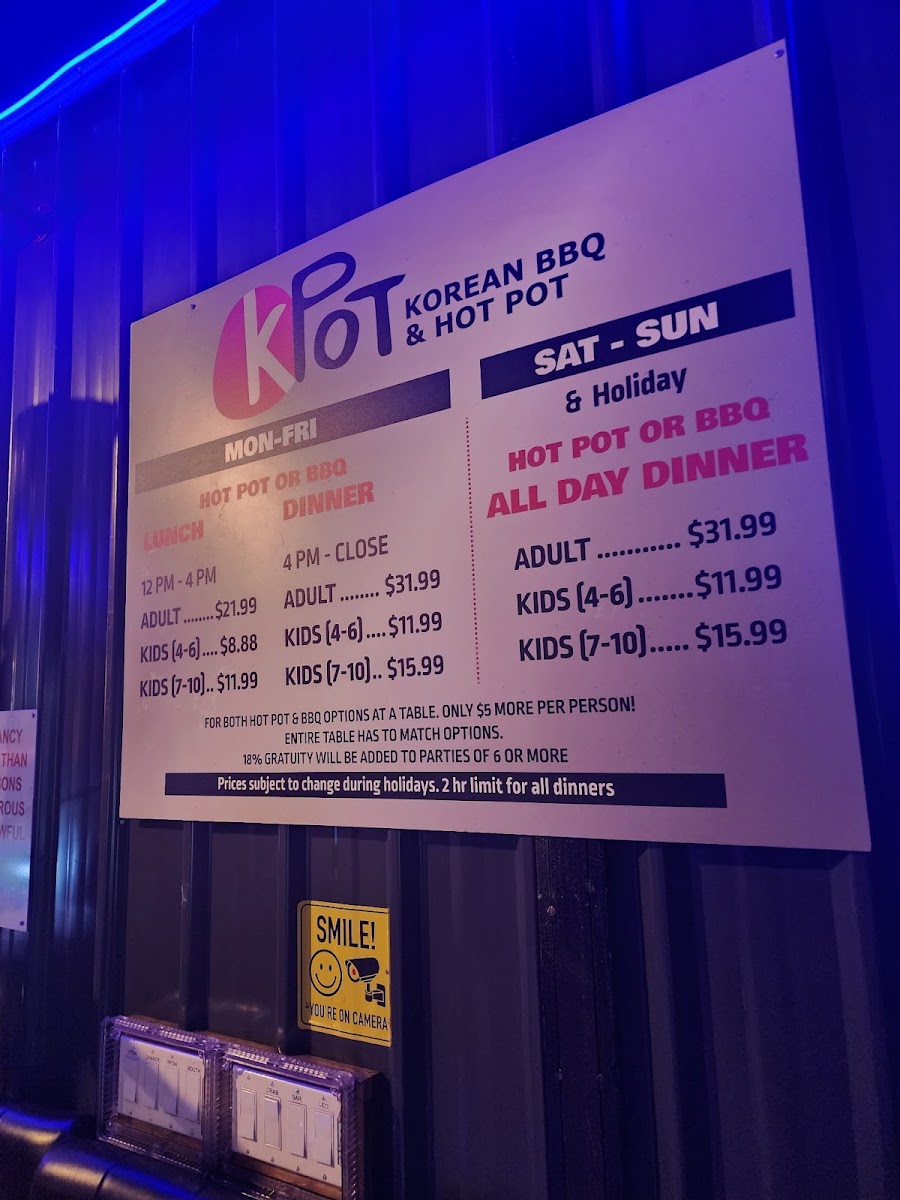 KPOT KOREAN BBQ
& HOT POT
MON-FRI
HOT POT OR BBQ
LUNCH
12 PM - 4 PM
ADULT ........$21.99
KIDS (4-6)....$8.88
KIDS (7-10)..$11.99
DINNER
4 PM - CLOSE
ADULT ........ $31.99
KIDS (4-6)....$11.99
KIDS (7-10).. $15.99
SAT - SUN
& Holiday
HOT POT OR BBQ
ALL DAY DINNER
ADULT ........... $31.99
KIDS (4-6).......$11.99
KIDS (7-10)..... $15.99
FOR BOTH HOT POT & BBQ OPTIONS AT A TABLE. ONLY $5 MORE PER PERSON!
ENTIRE TABLE HAS TO MATCH OPTIONS.
18% GRATUITY WILL BE ADDED TO PARTIES OF 6 OR MORE
Prices subject to change during holidays. 2 hr limit for all dinners
THAN
SMILE!
YOU'RE ON CAMERA
BOOTH
CRAB
BAR
LED